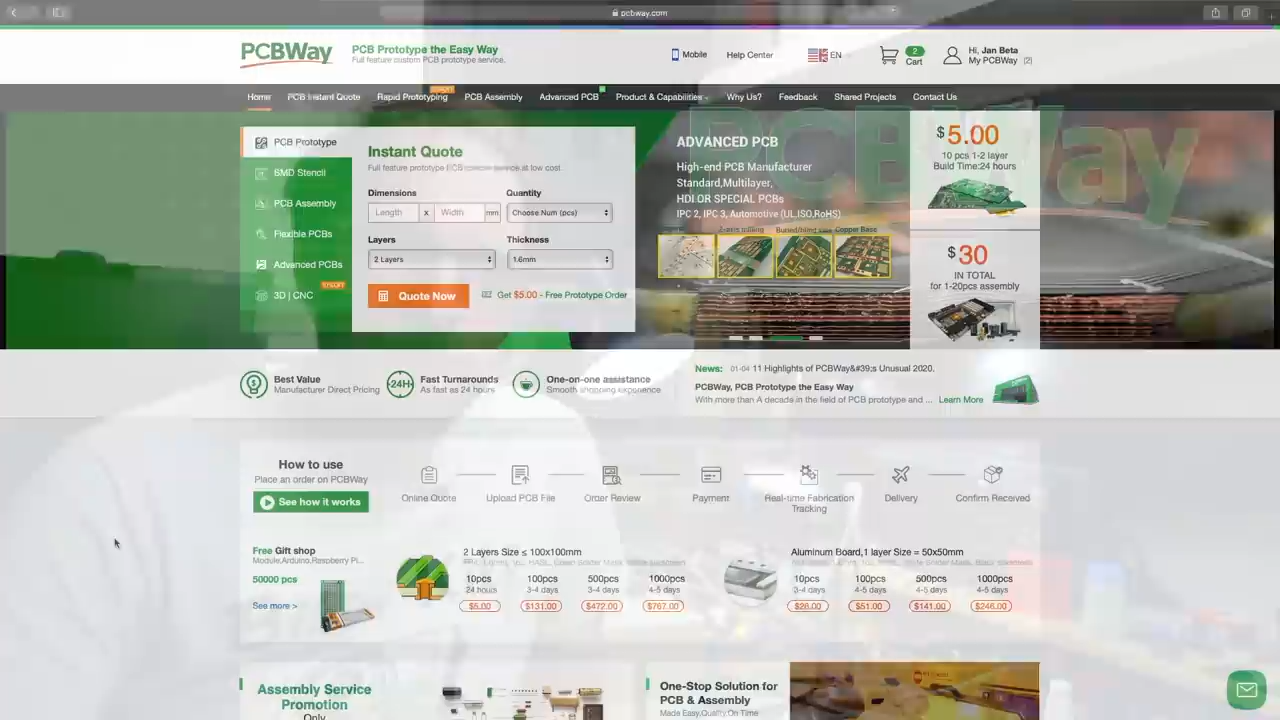 pcbway.com
PCBWay
PCB Prototype the Easy Way
Full feature custom PCB prototype service.
Mobile
Help Center
EN
2
Cart
Hi, Jan Beta
My PCBWay
(2)
Home
PCB Instant Quote
Rapid Prototyping
PCB Assembly
Advanced PCB
Product & Capabilities
Why Us?
Feedback
Shared Projects
Contact Us
PCBWay
PCB Prototype
SMD Stencil
PCB Assembly
Flexible PCBs
Advanced PCBs
3D | CNC
Instant Quote
Full feature prototype PCB service at low cost
Dimensions
Length x Width mm
Quantity
Choose Num (pcs)
Layers
2 Layers
Thickness
1.6mm
Quote Now
Get $5.00 - Free Prototype Order
ADVANCED PCB
High-end PCB Manufacturer
Standard,Multilayer,
HDI OR SPECIAL PCBs
IPC 2, IPC 3, Automotive (UL,ISO,RoHS)
Z-axis milling
Copper Base
$5.00
10 pcs 1-2 layer
Build Time:24 hours
$30
IN TOTAL
for 1-20pcs assembly
Best Value
Manufacturer Direct Pricing
24H
Fast Turnarounds
As fast as 24 hours
One-on-one assistance
Smooth shopping experience
News: 01-04 11 Highlights of PCBWay&#39s Unusual 2020.
PCBWay, PCB Prototype the Easy Way
With more than A decade in the field of PCB prototype and ... Learn More
How to use
Place an order on PCBWay
See how it works
Online Quote
Upload PCB File
Order Review
Payment
Real-time Fabrication
Tracking
Delivery
Confirm Received
Free Gift shop
Module,Arduino,Raspberry Pi...
50000 pcs
See more >
2 Layers Size ≤ 100x100mm
10pcs 100pcs 500pcs 1000pcs
24 hours 3-4 days 3-4 days 4-5 days
$5.00 $131.00 $472.00 $767.00
Aluminum Board,1 layer Size = 50x50mm
10pcs 100pcs 500pcs 1000pcs
3-4 days 4-5 days 4-5 days 4-5 days
$28.00 $51.00 $141.00 $246.00
Assembly Service
Promotion
Only
One-Stop Solution for
PCB & Assembly
Made Easy,Quality,On Time